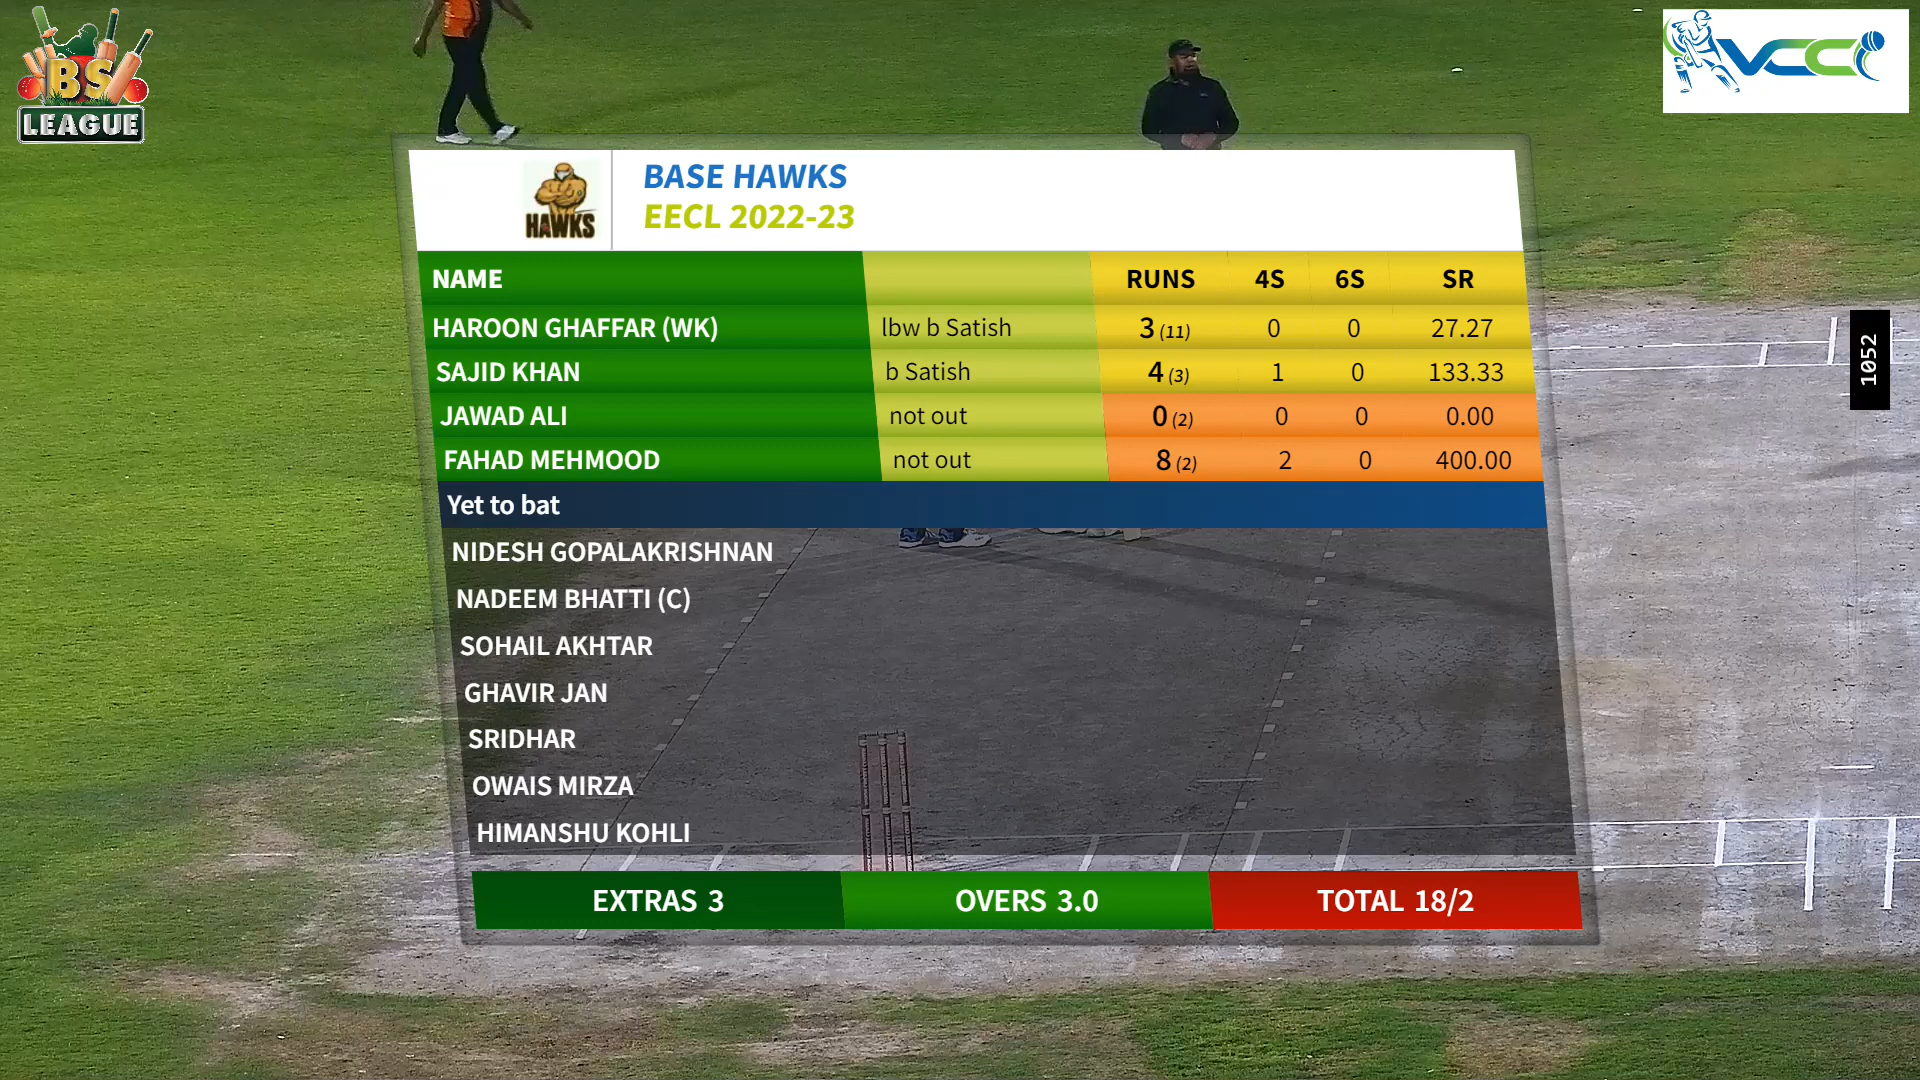 BS
LEAGUE
VCC
HAWKS
BASE HAWKS
EECL 2022-23
NAME RUNS 4S 6S SR
HAROON GHAFFAR (WK) lbw b Satish 3 (11) 0 0 27.27
SAJID KHAN b Satish 4 (3) 1 0 133.33
JAWAD ALI not out 0 (2) 0 0 0.00
FAHAD MEHMOOD not out 8 (2) 2 0 400.00
Yet to bat
NIDESH GOPALAKRISHNAN
NADEEM BHATTI (C)
SOHAIL AKHTAR
GHAVIR JAN
SRIDHAR
OWAIS MIRZA
HIMANSHU KOHLI
EXTRAS 3 OVERS 3.0 TOTAL 18/2
1052